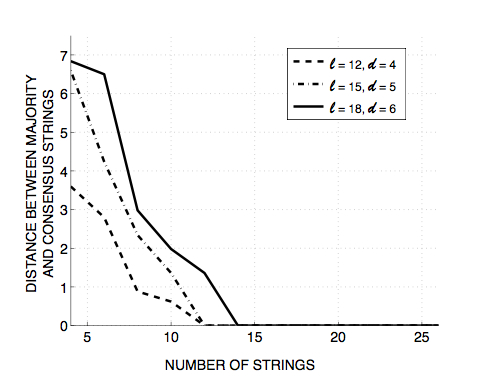 7
6
5
4
3
2
1
0
5
10
15
20
25
DISTANCE BETWEEN MAJORITY
AND CONSENSUS STRINGS
NUMBER OF STRINGS
ℓ = 12, d = 4
ℓ = 15, d = 5
ℓ = 18, d = 6